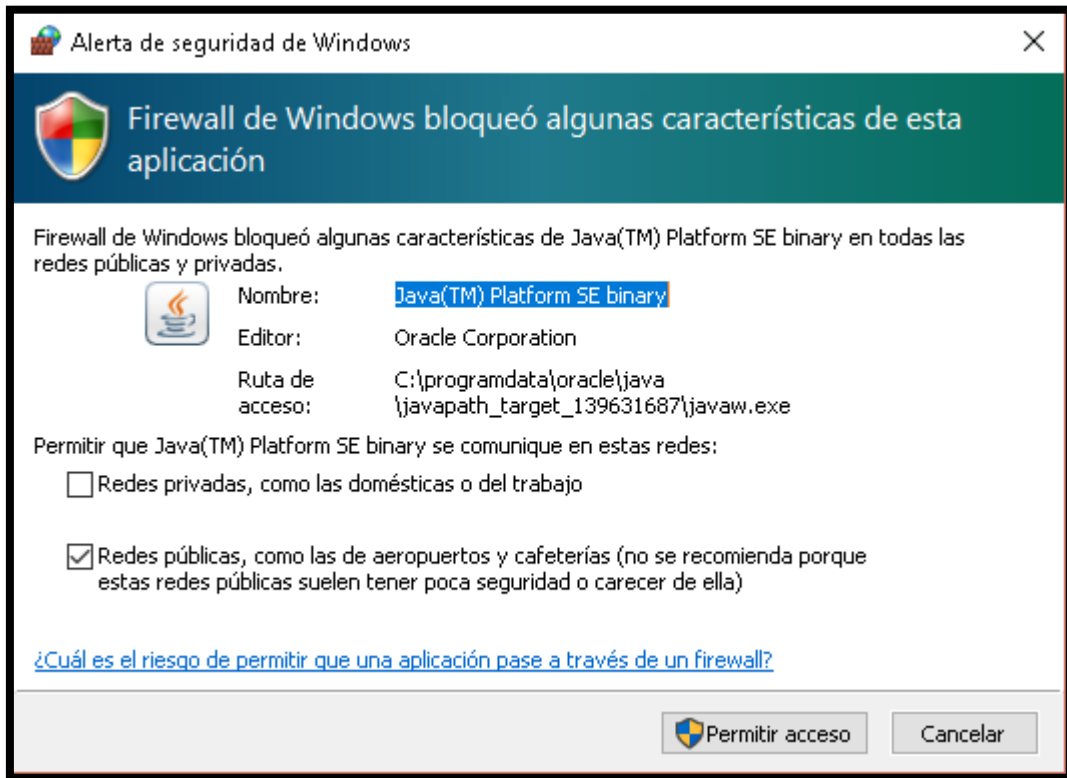 Alerta de seguridad de Windows
Firewall de Windows bloqueó algunas características de esta
aplicación
Firewall de Windows bloqueó algunas características de Java(TM) Platform SE binary en todas las
redes públicas y privadas.
Nombre: Java(TM) Platform SE binary
Editor: Oracle Corporation
Ruta de C:\programdata\oracle\java
acceso: \javapath_target_139631687\javaw.exe
Permitir que Java(TM) Platform SE binary se comunique en estas redes:
Redes privadas, como las domésticas o del trabajo
Redes públicas, como las de aeropuertos y cafeterías (no se recomienda porque
estas redes públicas suelen tener poca seguridad o carecer de ella)
¿Cuál es el riesgo de permitir que una aplicación pase a través de un firewall?
Permitir acceso Cancelar